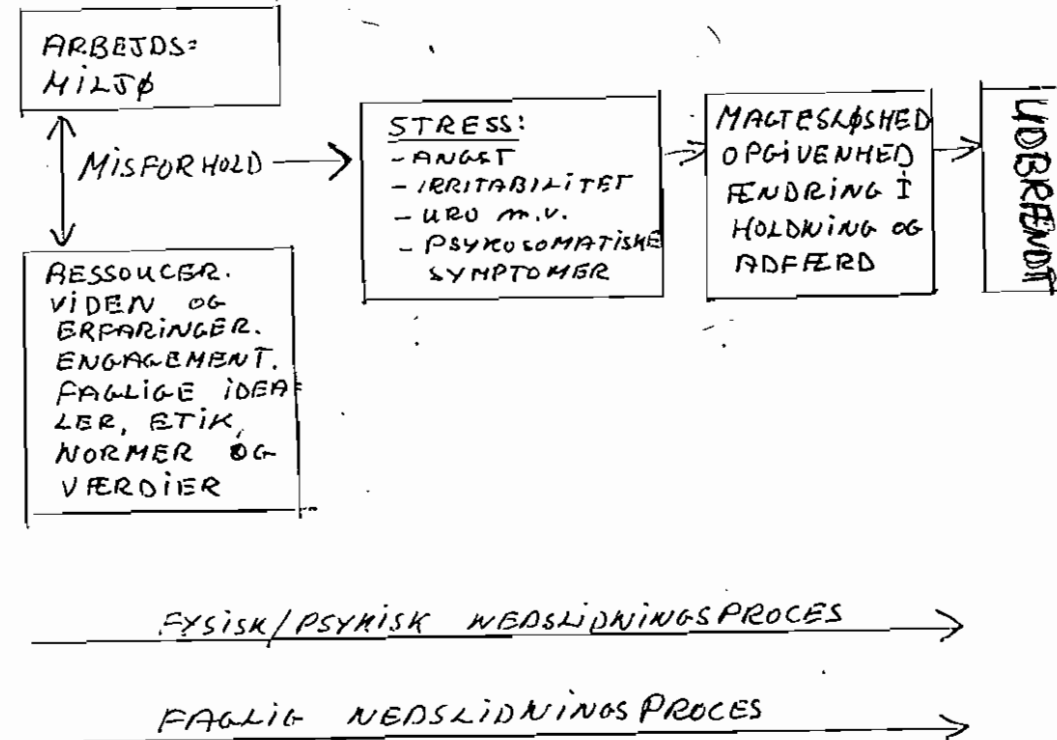 ARBEJDS=
MILJØ
MISFORHOLD
RESSOUCER.
VIDEN OG
ERFARINGER.
ENGAGEMENT.
FAGLIGE IDEA=
LER, ETIK,
NORMER OG
VÆRDIER
STRESS:
- ANGST
- IRRITABILITET
- URO m.v.
- PSYKOSOMATISKE
SYMPTOMER
MAGTESLØSHED
OPGIVENHED
ÆNDRING I
HOLDNING OG
ADFÆRD
UDBRÆNDT
FYSISK/PSYKISK NEDSLIDNINGSPROCES
FAGLIG NEDSLIDNINGSPROCES